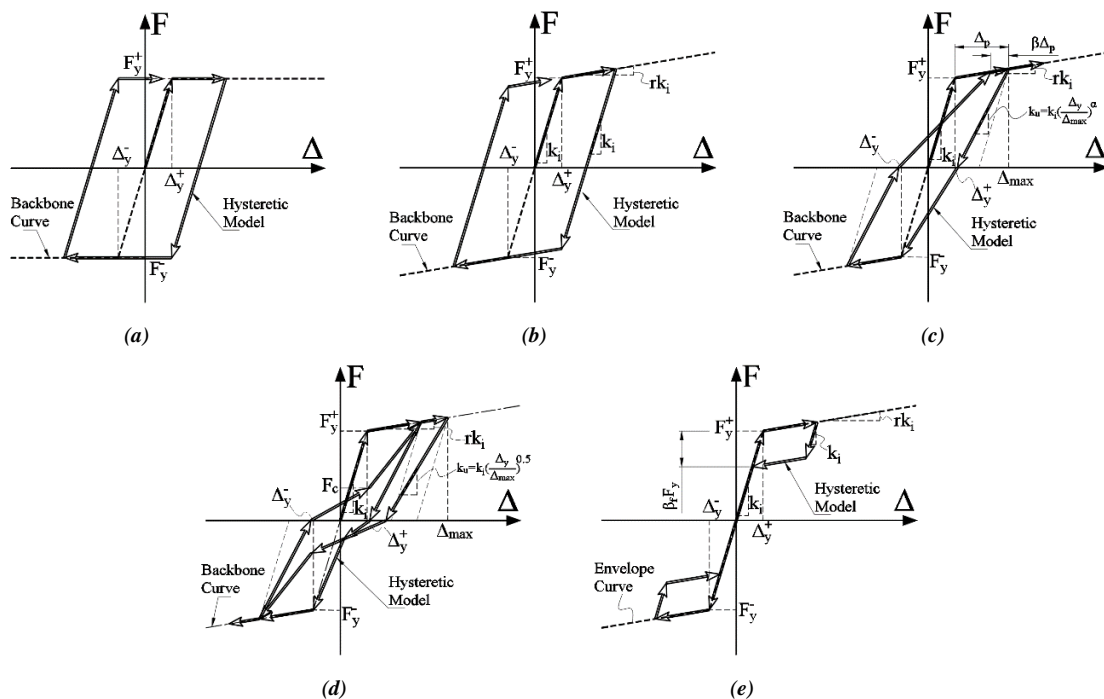 F
F_y^+
Δ_y^-
Δ
Δ_y^+
Backbone
Curve
Hysteretic
Model
F_y^-
(a)
F
F_y^+
rk_i
Δ_y^-
k_i
k_i
Δ
Δ_y^+
Backbone
Curve
Hysteretic
Model
F_y^-
(b)
F
Δ_p
βΔ_p
F_y^+
rk_i
k_u=k_i(Δ_y/Δ_max)^α
Δ_y^-
k_i
Δ
Δ_y^+
Δ_max
Backbone
Curve
Hysteretic
Model
F_y^-
(c)
F
F_y^+
rk_i
k_u=k_i(Δ_y/Δ_max)^0.5
F_c
Δ_y^-
k_i
Δ
Δ_y^+
Δ_max
Backbone
Curve
Hysteretic
Model
F_y^-
(d)
F
F_y^+
rk_i
k_i
β_fF_y
Hysteretic
Model
Δ_y^-
k_i
Δ
Δ_y^+
Envelope
Curve
F_y^-
(e)